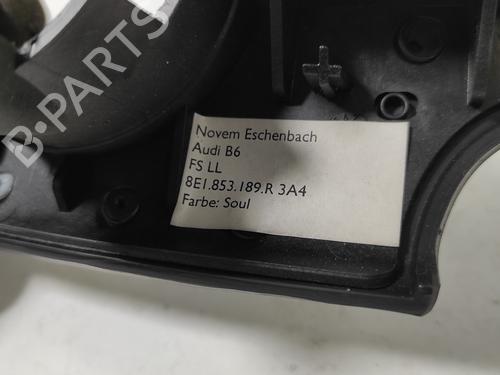 B-PARTS
Novem Eschenbach
Audi B6
FS LL
8E1.853.189.R 3A4
Farbe: Soul